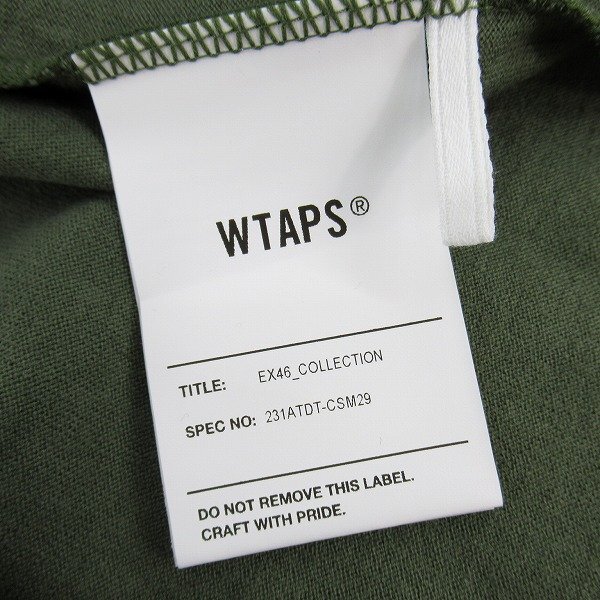 WTAPS®
TITLE: EX46_COLLECTION
SPEC NO: 231ATDT-CSM29
DO NOT REMOVE THIS LABEL.
CRAFT WITH PRIDE.